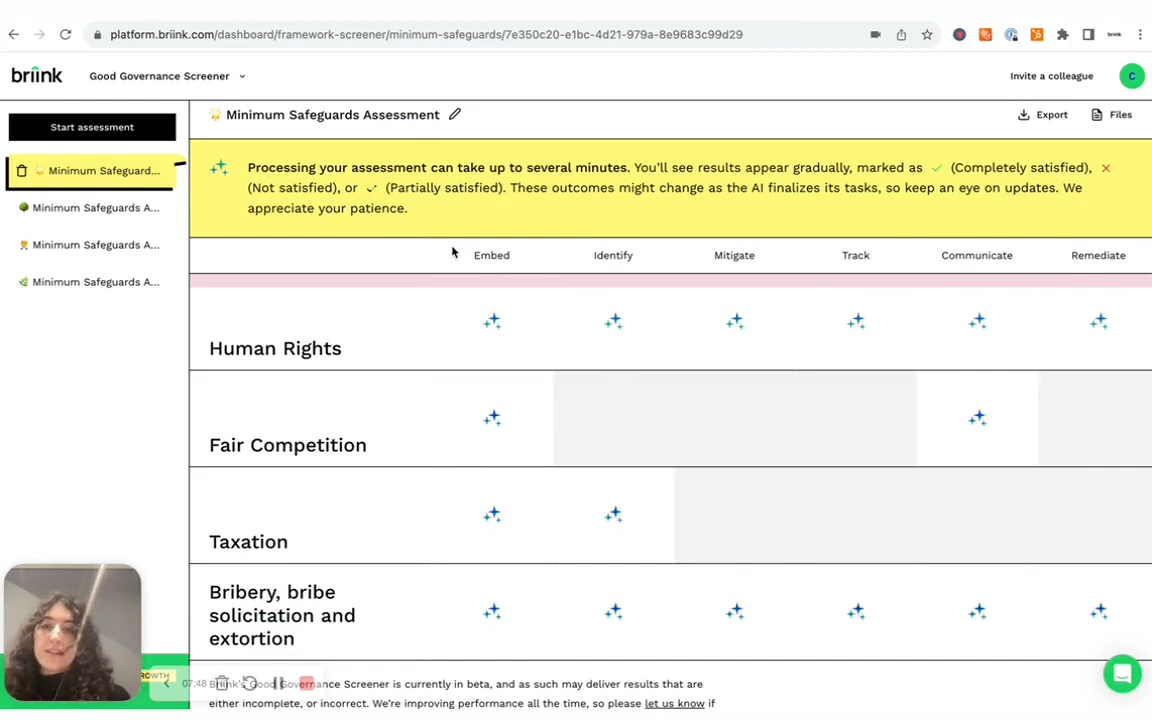 platform.briink.com/dashboard/framework-screener/minimum-safeguards/7e350c20-e1bc-4d21-979a-8e9683c99d29
briink
Good Governance Screener
Invite a colleague
C
Start assessment
Minimum Safeguard...
Minimum Safeguards A...
Minimum Safeguards A...
Minimum Safeguards A...
Minimum Safeguards Assessment
Export
Files
Processing your assessment can take up to several minutes. You'll see results appear gradually, marked as ✓ (Completely satisfied), ✕
(Not satisfied), or ✓ (Partially satisfied). These outcomes might change as the AI finalizes its tasks, so keep an eye on updates. We
appreciate your patience.
Embed Identify Mitigate Track Communicate Remediate
Human Rights
Fair Competition
Taxation
Bribery, bribe
solicitation and
extortion
07:48
Briink's Good Governance Screener is currently in beta, and as such may deliver results that are
either incomplete, or incorrect. We're improving performance all the time, so please let us know if